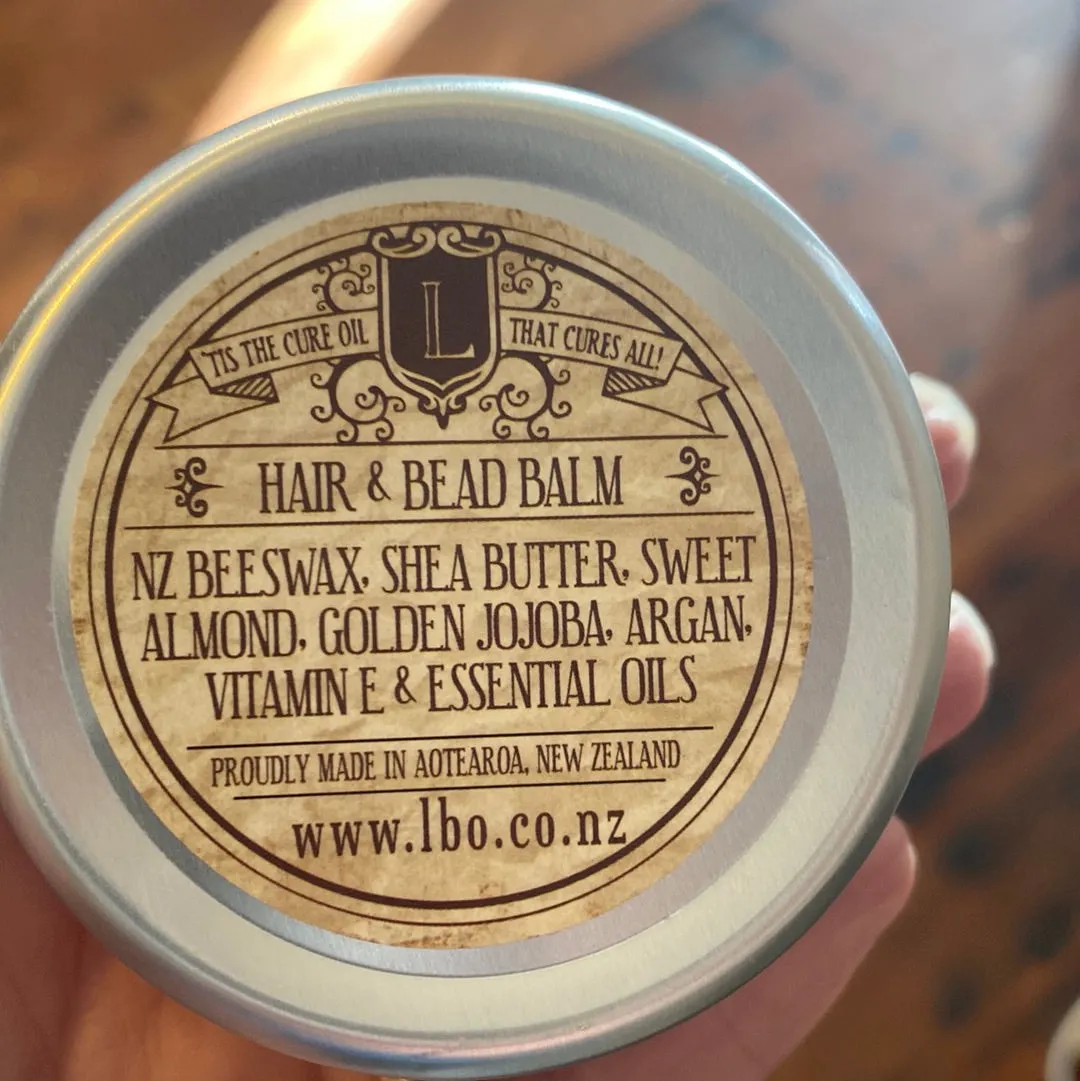 L
'TIS THE CURE OIL THAT CURES ALL!
HAIR & BEAD BALM
NZ BEESWAX, SHEA BUTTER, SWEET
ALMOND, GOLDEN JOJOBA, ARGAN,
VITAMIN E & ESSENTIAL OILS
PROUDLY MADE IN AOTEAROA, NEW ZEALAND
www.lbo.co.nz